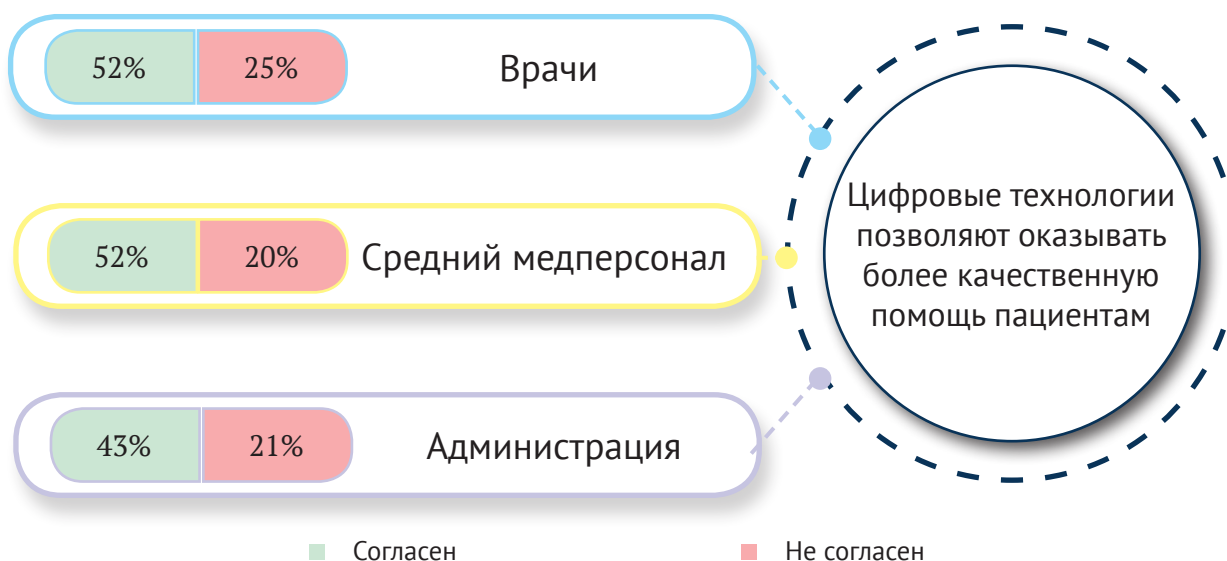 52% 25% Врачи
52% 20% Средний медперсонал
43% 21% Администрация
Цифровые технологии
позволяют оказывать
более качественную
помощь пациентам
Согласен
Не согласен